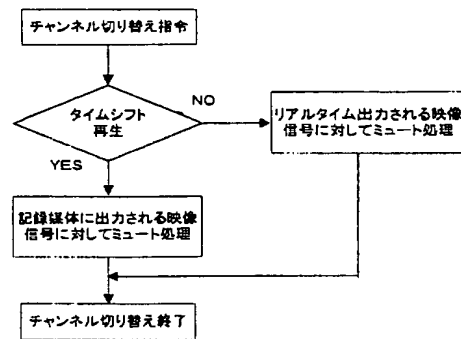 チャンネル切り替え指令
タイムシフト
再生
NO
YES
リアルタイム出力される映像
信号に対してミュート処理
記録媒体に出力される映像
信号に対してミュート処理
チャンネル切り替え終了